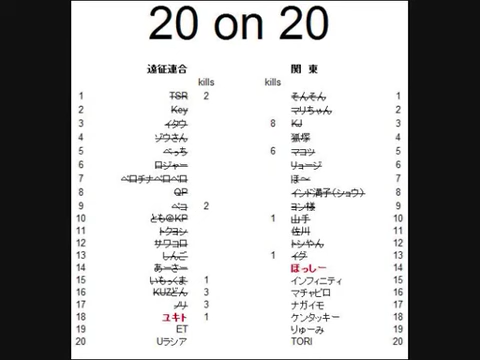 20 on 20
遠征連合 関東
kills kills
1 TSR 2 そんそん 1
2 Key マリちゃん 2
3 イタウ 8 KJ 3
4 ゾウさん 狐塚 4
5 べっち 6 マコツ 5
6 ロジャー リョージ 6
7 ペロチナペロペロ ほ〜 7
8 QP インド満子(ショウ) 8
9 ペコ 2 ヨン様 9
10 とも@KP 1 山手 10
11 トクヨシ 佐川 11
12 サワコロ トシやん 12
13 しんご 1 イグ 13
14 あーさー ほっしー 14
15 いもっくま 1 インフィニティ 15
16 KUZどん 3 マチャピロ 16
17 ノリ 3 ナガイモ 17
18 ユキト 1 ケンタッキー 18
19 ET りゅーみ 19
20 Uラシア TORI 20